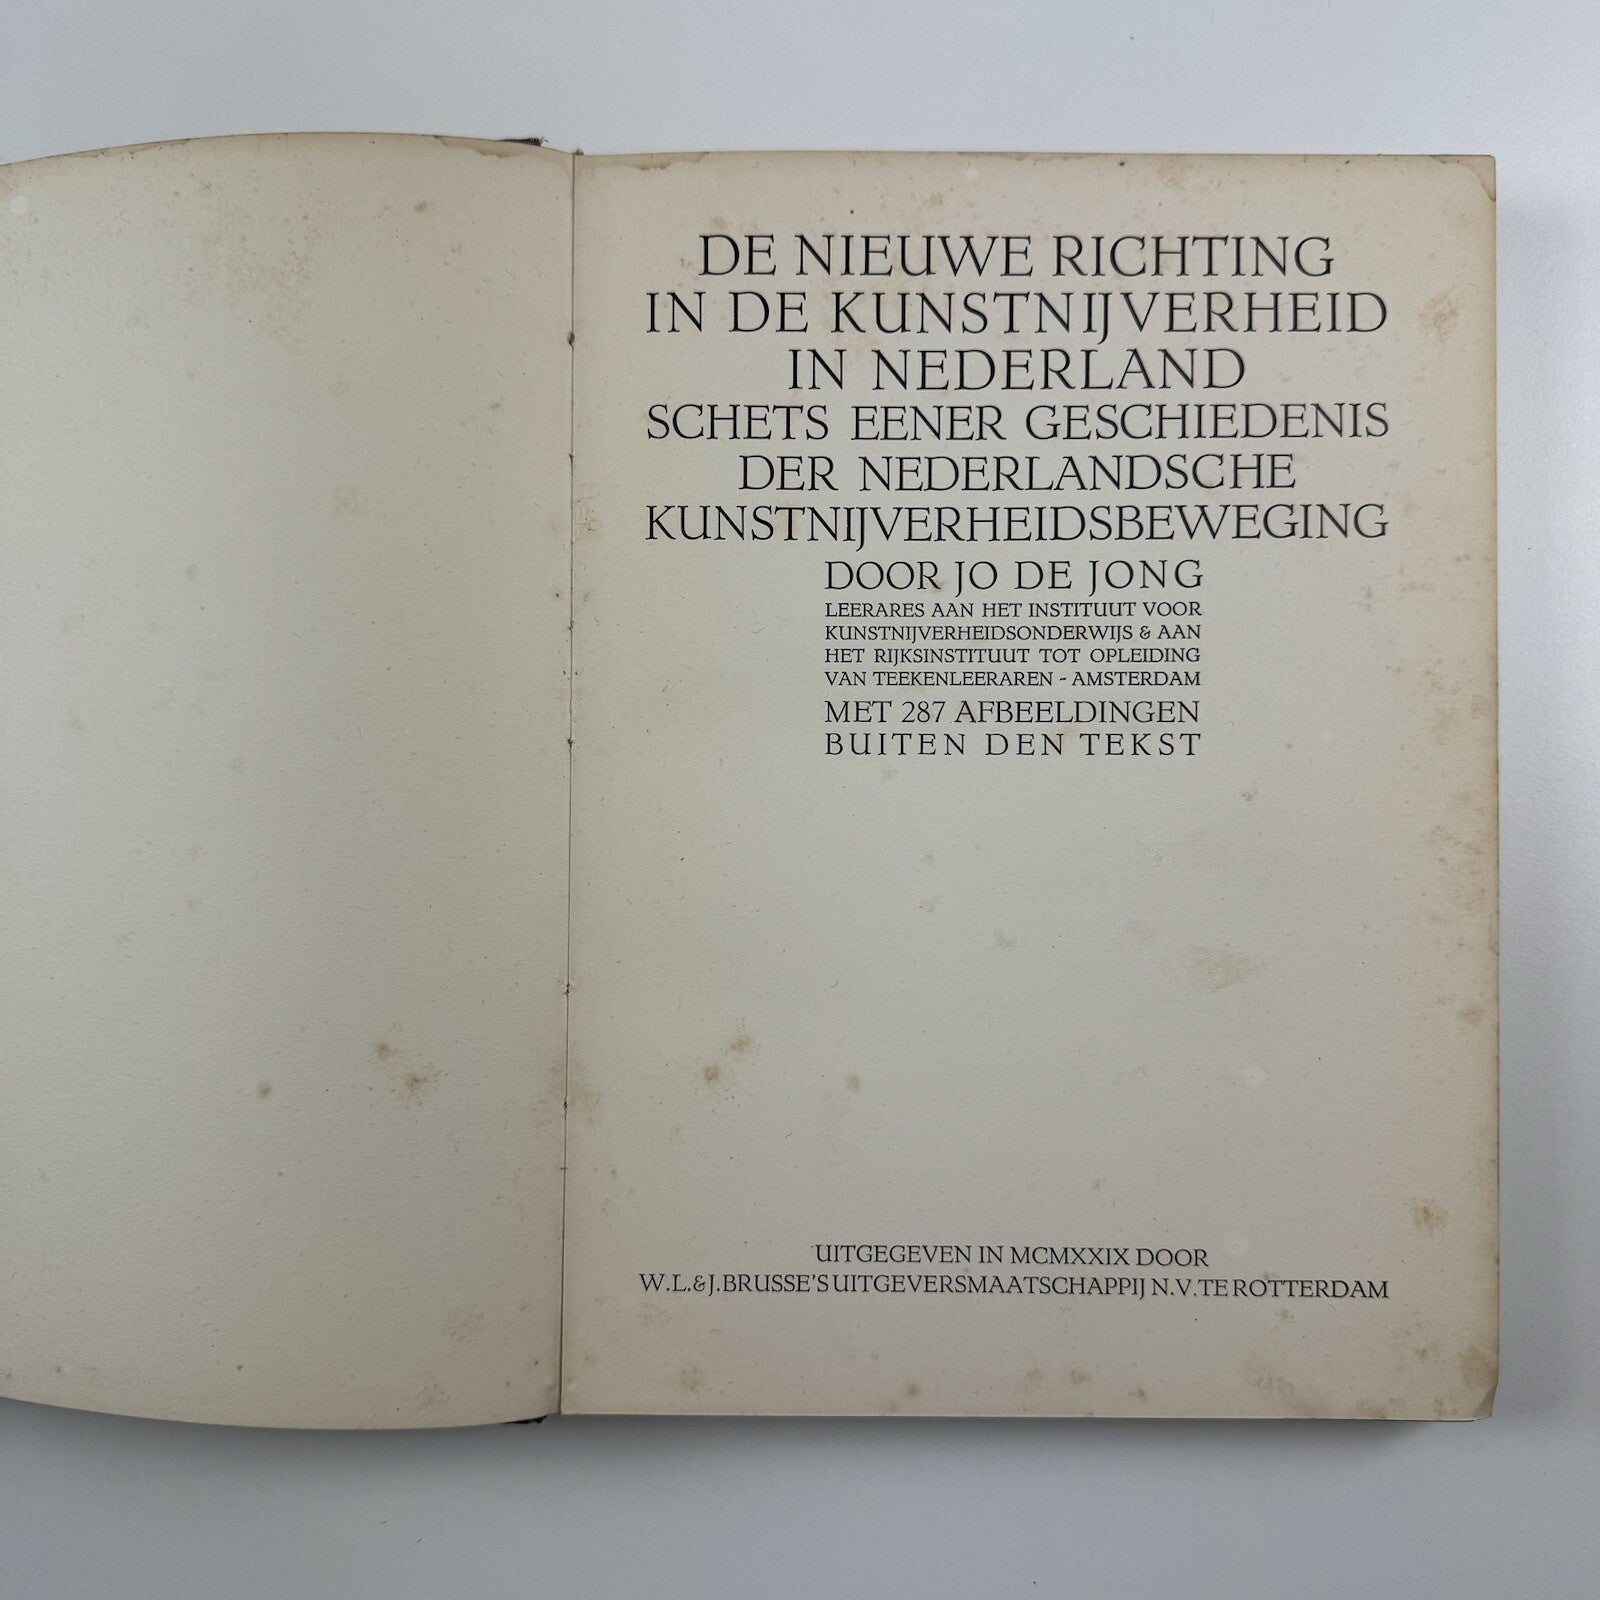 DE NIEUWE RICHTING
IN DE KUNSTNIJVERHEID
IN NEDERLAND
SCHETS EENER GESCHIEDENIS
DER NEDERLANDSCHE
KUNSTNIJVERHEIDSBEWEGING
DOOR JO DE JONG
LEERARES AAN HET INSTITUUT VOOR
KUNSTNIJVERHEIDSONDERWIJS & AAN
HET RIJKSINSTITUUT TOT OPLEIDING
VAN TEEKENLEERAREN - AMSTERDAM
MET 287 AFBEELDINGEN
BUITEN DEN TEKST
UITGEGEVEN IN MCMXXIX DOOR
W.L.&J.BRUSSE'S UITGEVERSMAATSCHAPPIJ N.V. TE ROTTERDAM